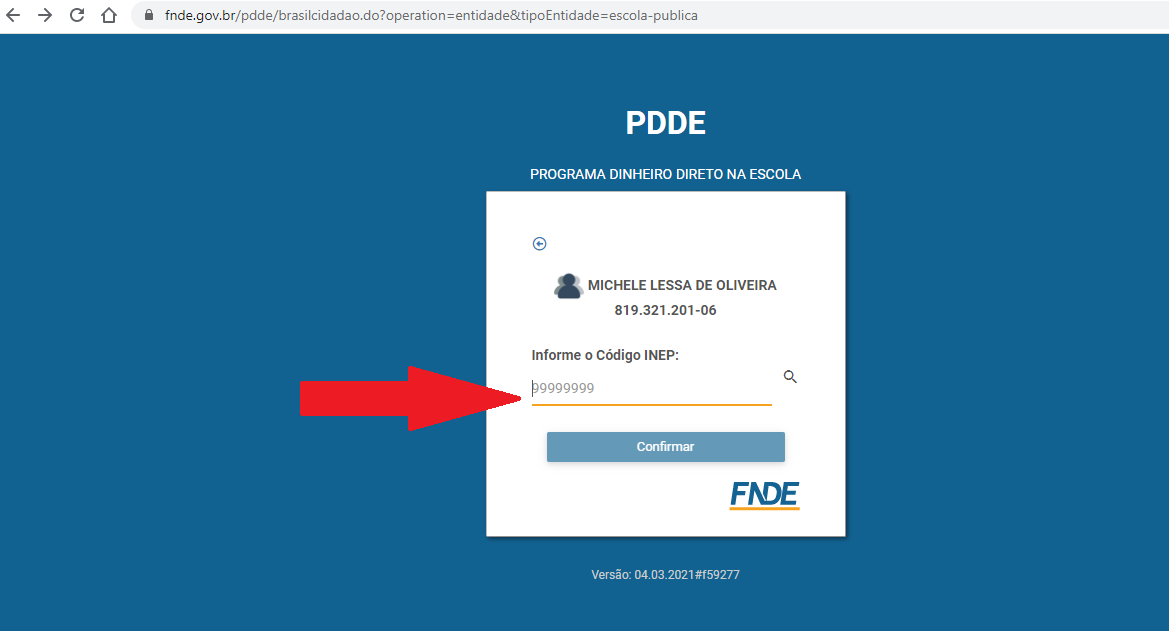 fnde.gov.br/pdde/brasilcidadao.do?operation=entidade&tipoEntidade=escola-publica
PDDE
PROGRAMA DINHEIRO DIRETO NA ESCOLA
MICHELE LESSA DE OLIVEIRA
819.321.201-06
Informe o Código INEP:
99999999
Confirmar
FNDE
Versão: 04.03.2021#f59277